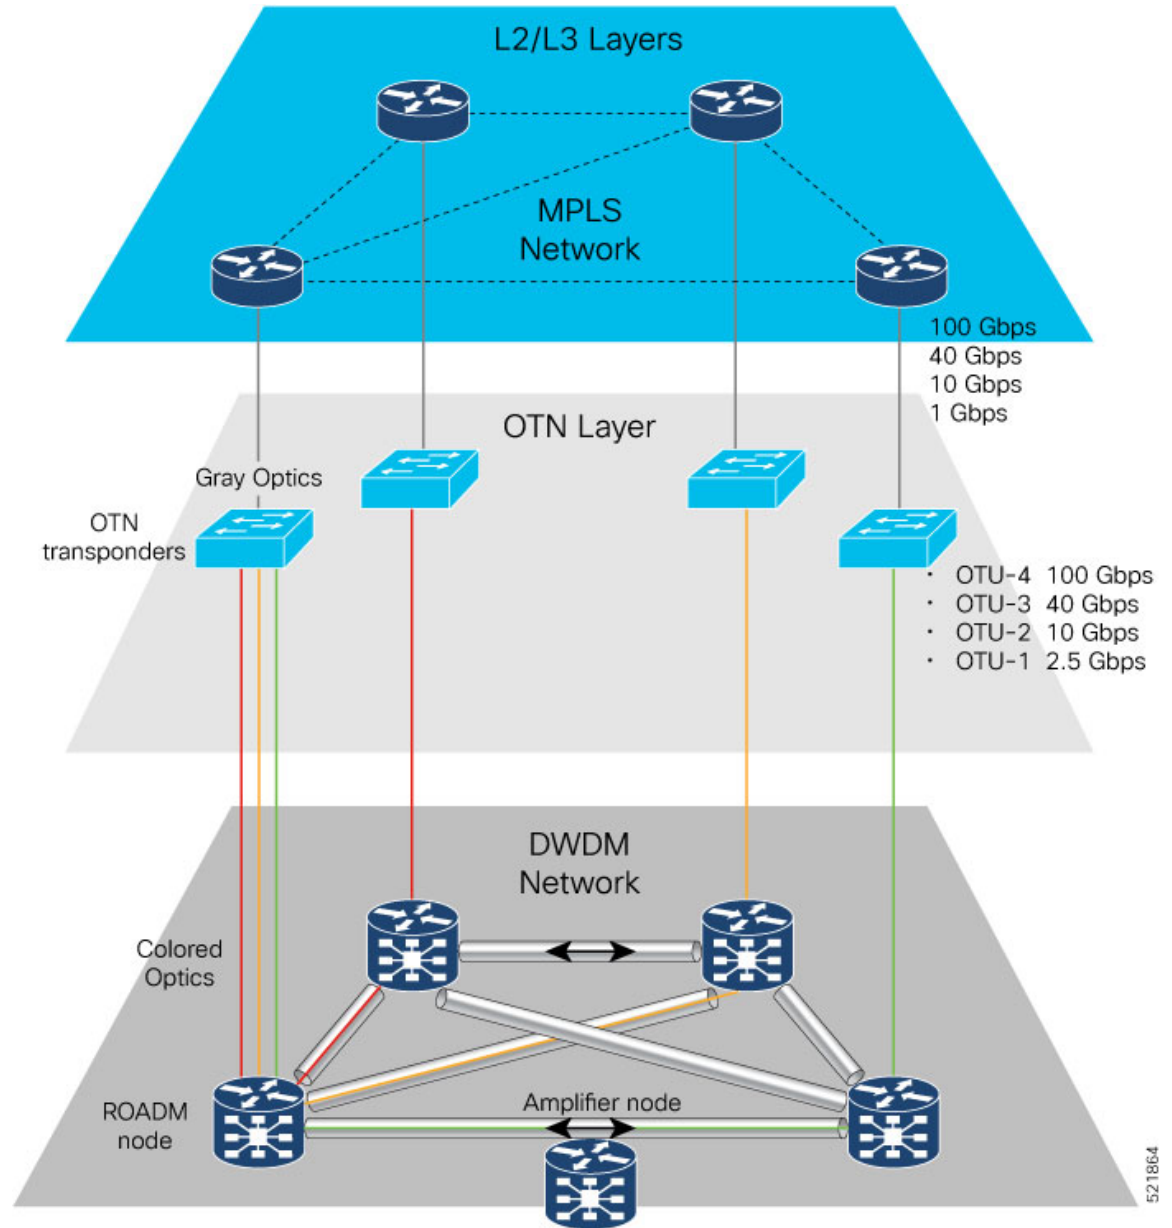 L2/L3 Layers
MPLS
Network
100 Gbps
40 Gbps
10 Gbps
1 Gbps
OTN Layer
Gray Optics
OTN
transponders
· OTU-4 100 Gbps
· OTU-3 40 Gbps
· OTU-2 10 Gbps
· OTU-1 2.5 Gbps
DWDM
Network
Colored
Optics
ROADM
node
Amplifier node
521864